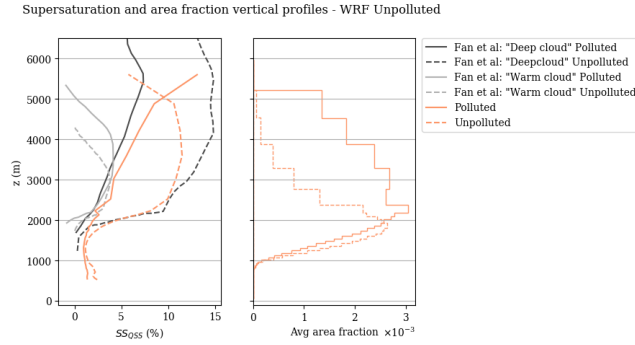 Supersaturation and area fraction vertical profiles - WRF Unpolluted
z (m)
6000
5000
4000
3000
2000
1000
0
0 5 10 15
SS_QSS (%)
0 1 2 3
Avg area fraction ×10⁻³
Fan et al: "Deep cloud" Polluted
Fan et al: "Deepcloud" Unpolluted
Fan et al: "Warm cloud" Polluted
Fan et al: "Warm cloud" Unpolluted
Polluted
Unpolluted